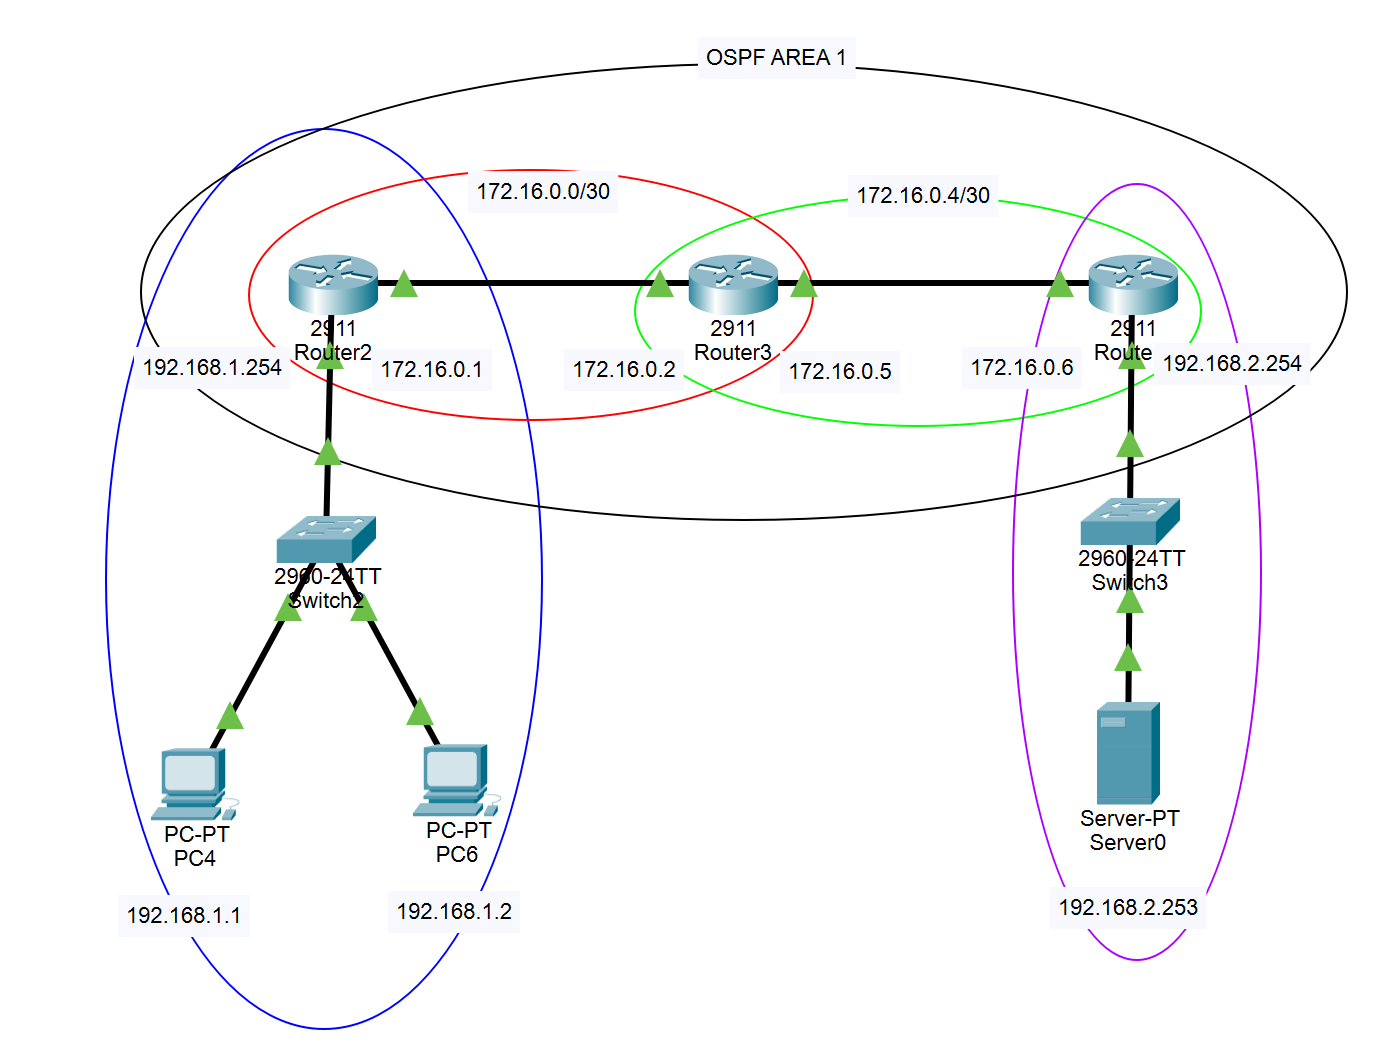 OSPF AREA 1
172.16.0.0/30
172.16.0.4/30
2911
Router2
2911
Router3
2911
Route
192.168.1.254
172.16.0.1
172.16.0.2
172.16.0.5
172.16.0.6
192.168.2.254
2960-24TT
Switch2
2960-24TT
Switch3
PC-PT
PC4
PC-PT
PC6
Server-PT
Server0
192.168.1.1
192.168.1.2
192.168.2.253